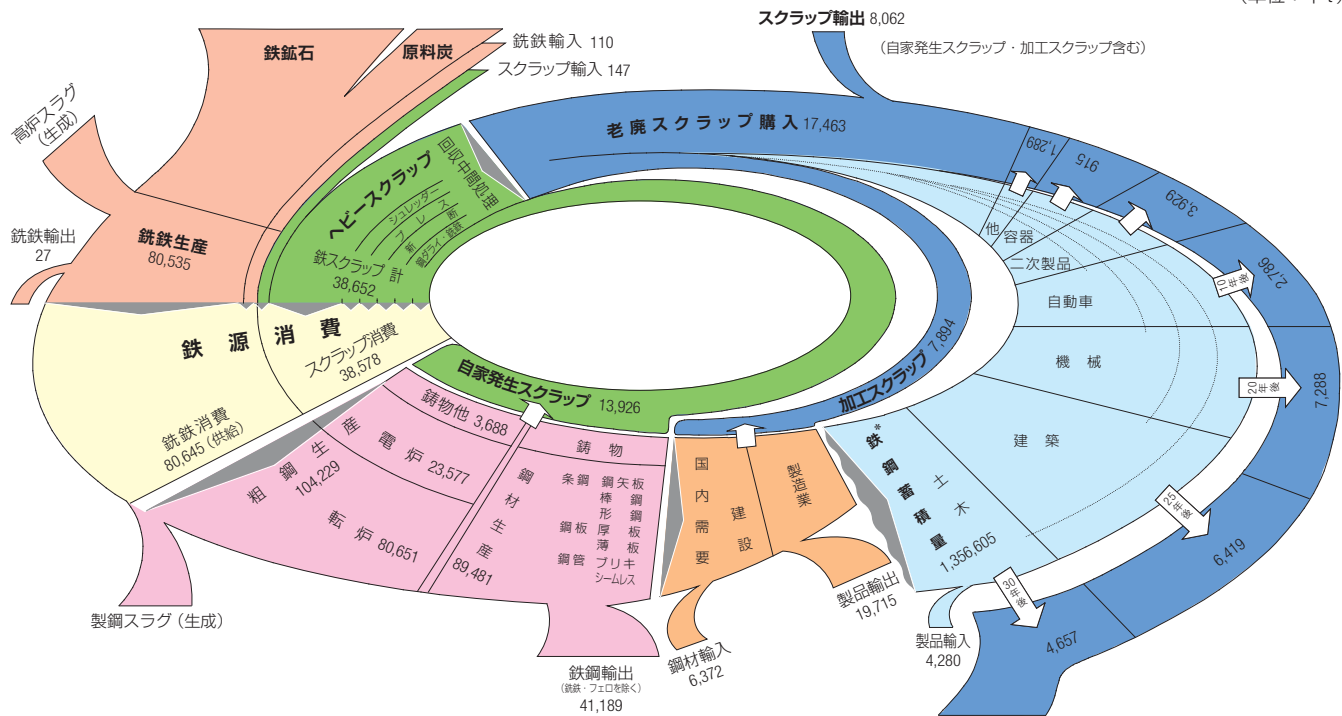 スクラップ輸出 8,062
(自家発生スクラップ・加工スクラップ含む)
鉄鉱石
原料炭
銑鉄輸入 110
スクラップ輸入 147
高炉スラグ
(生成)
銑鉄輸出
27
銑鉄生産
80,535
ヘビースクラップ
回収中間処理
シュレッダー
プレス
新断
鋼ダライ・銑鉄
鉄スクラップ 計
38,652
老廃スクラップ購入 17,463
1,289
915
3,929
2,786
7,288
6,419
4,657
他
容器
二次製品
自動車
機械
建築
土木
10年後
20年後
25年後
30年後
鉄源消費
スクラップ消費
38,578
銑鉄消費
80,645 (供給)
自家発生スクラップ 13,926
加工スクラップ 7,894
粗鋼生産
104,229
鋳物他 3,688
電炉 23,577
転炉 80,651
鋳物
鋼材生産
89,481
条鋼 鋼矢板
棒鋼
形鋼
鋼板 厚板
薄板
鋼管 ブリキ
シームレス
国内需要
建設
製造業
鉄*鋼蓄積量
1,356,605
製鋼スラグ (生成)
鉄鋼輸出
(銑鉄・フェロを除く)
41,189
鋼材輸入
6,372
製品輸出
19,715
製品輸入
4,280